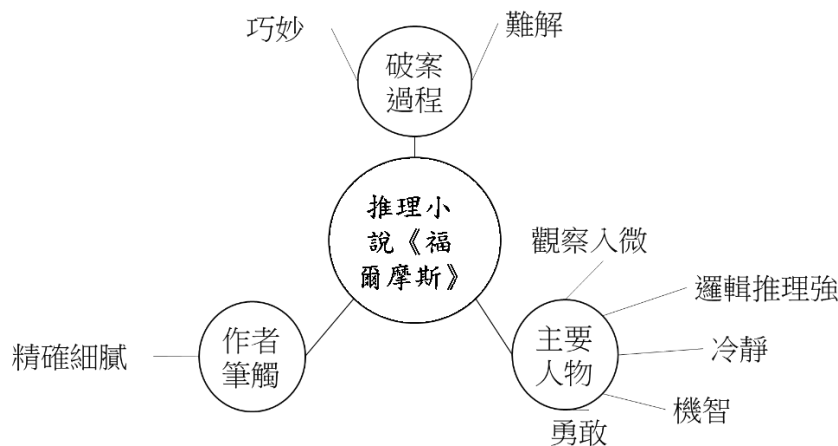 巧妙
難解
破案
過程
推理小
說《福
爾摩斯》
觀察入微
邏輯推理強
作者
筆觸
精確細膩
主要
人物
冷靜
機智
勇敢